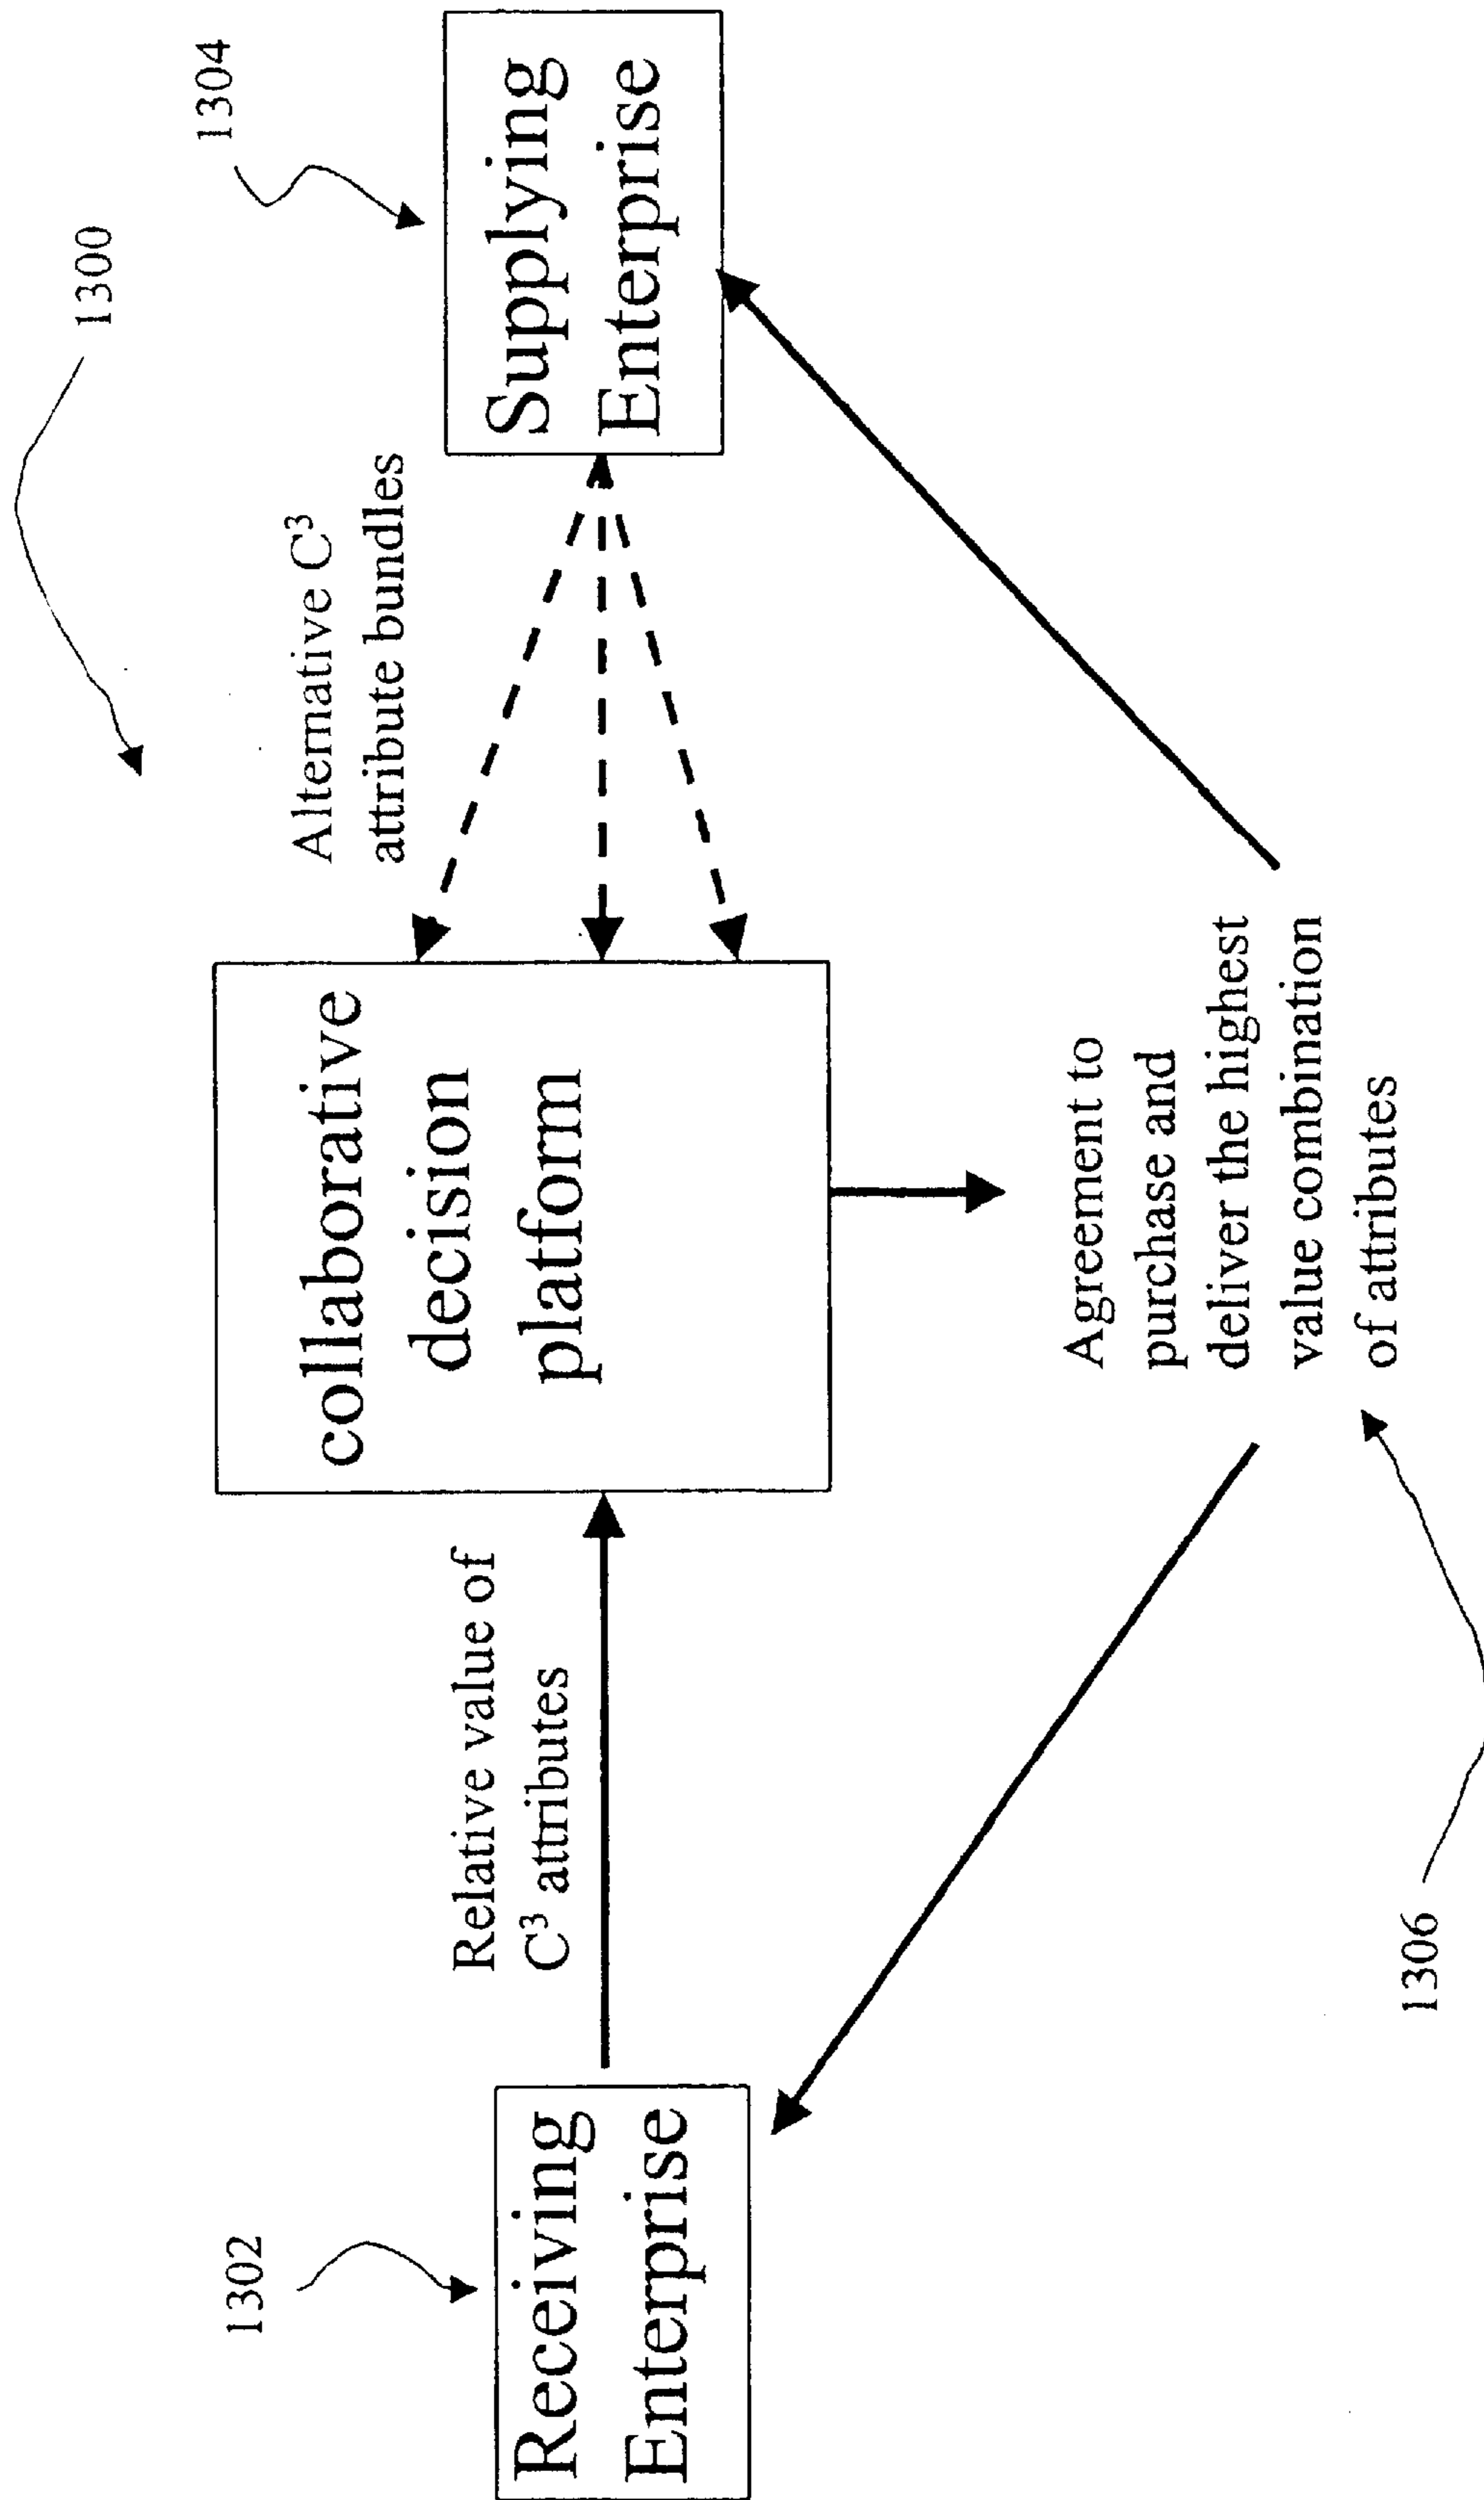 1300
1302
1304
Receiving
Enterprise
Relative value of
C³ attributes
collaborative
decision
platform
Alternative C³
attribute bundles
Supplying
Enterprise
Agreement to
purchase and
deliver the highest
value combination
of attributes
1306